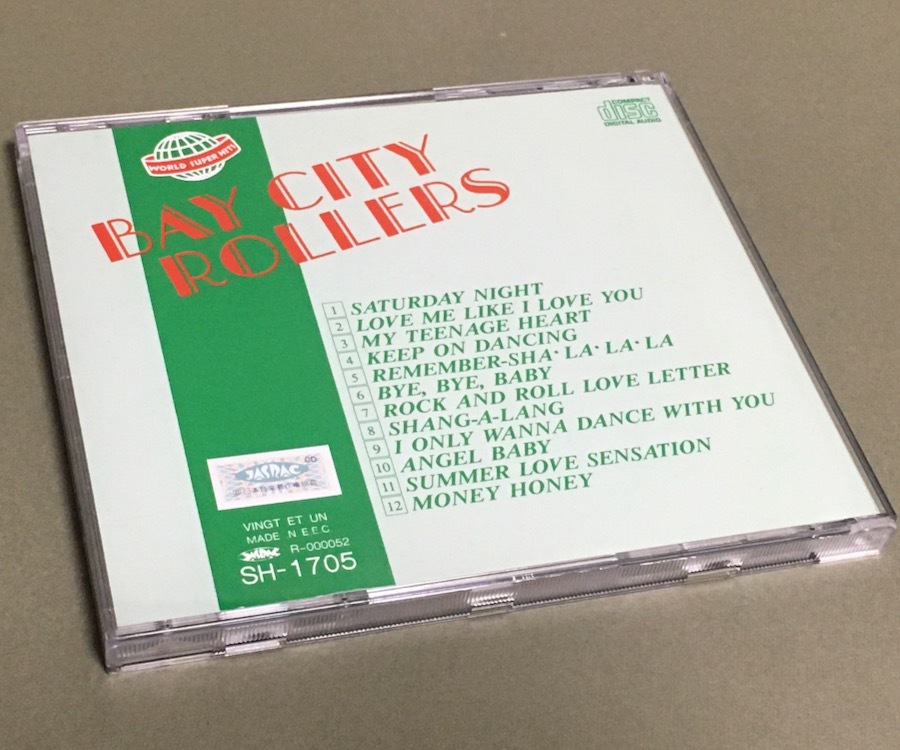 COMPACT
disc
DIGITAL AUDIO
WORLD SUPER HITS
BAY CITY
ROLLERS
1 SATURDAY NIGHT
2 LOVE ME LIKE I LOVE YOU
3 MY TEENAGE HEART
4 KEEP ON DANCING
5 REMEMBER-SHA·LA·LA·LA
6 BYE, BYE, BABY
7 ROCK AND ROLL LOVE LETTER
8 SHANG-A-LANG
9 I ONLY WANNA DANCE WITH YOU
10 ANGEL BABY
11 SUMMER LOVE SENSATION
12 MONEY HONEY
JASRAC
VINGT ET UN
MADE IN E.E.C.
JASRAC R-000052
SH-1705